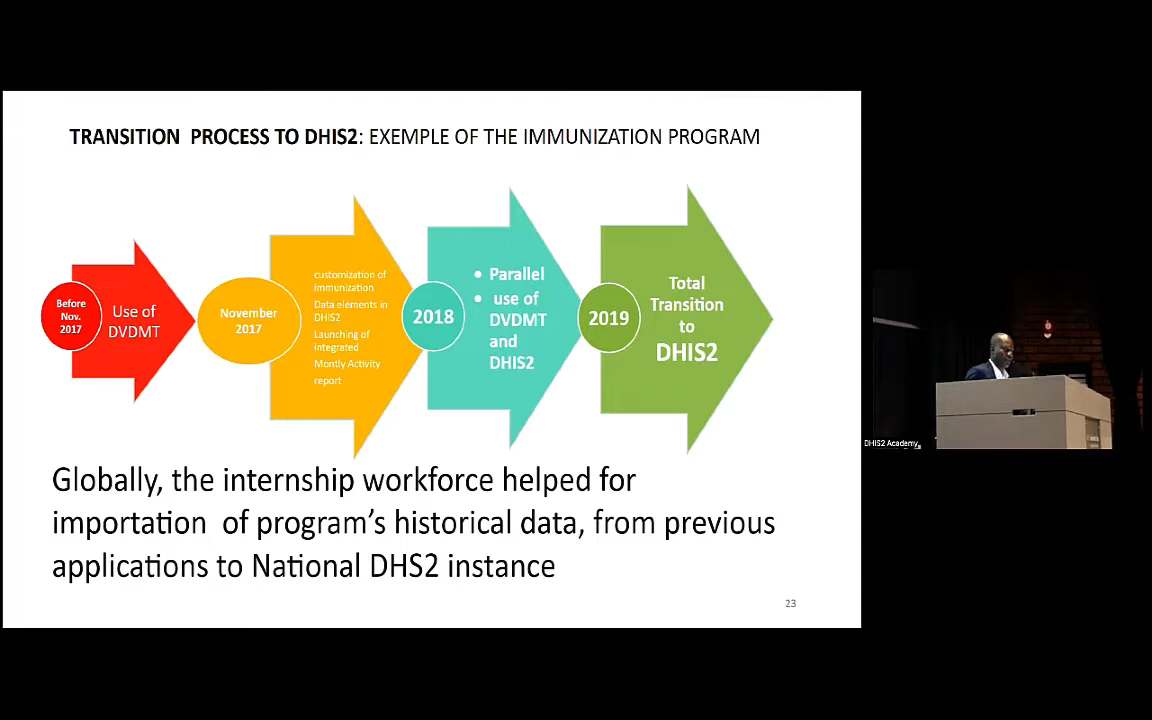 TRANSITION PROCESS TO DHIS2: EXEMPLE OF THE IMMUNIZATION PROGRAM
Before
Nov.
2017
Use of
DVDMT
November
2017
customization of
immunization
Data elements in
DHIS2
Launching of
integrated
Montly Activity
report
2018
• Parallel
• use of
DVDMT
and
DHIS2
2019
Total
Transition
to
DHIS2
Globally, the internship workforce helped for
importation of program's historical data, from previous
applications to National DHS2 instance
23
DHIS2 Academy